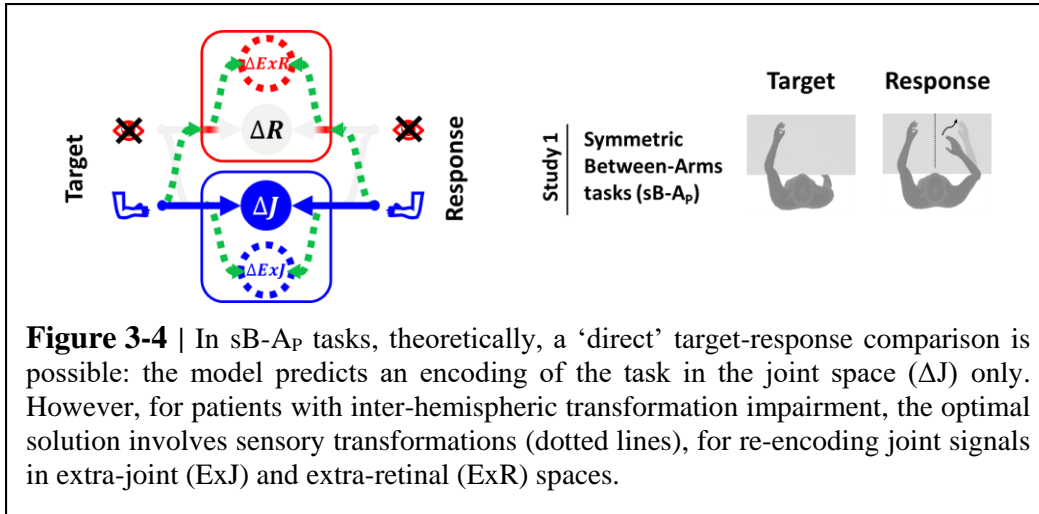 ΔExR
ΔR
Target
Response
ΔJ
ΔExJ
Target Response
Study 1
Symmetric
Between-Arms
tasks (sB-Aₚ)
Figure 3-4 | In sB-Aₚ tasks, theoretically, a ‘direct’ target-response comparison is
possible: the model predicts an encoding of the task in the joint space (ΔJ) only.
However, for patients with inter-hemispheric transformation impairment, the optimal
solution involves sensory transformations (dotted lines), for re-encoding joint signals
in extra-joint (ExJ) and extra-retinal (ExR) spaces.